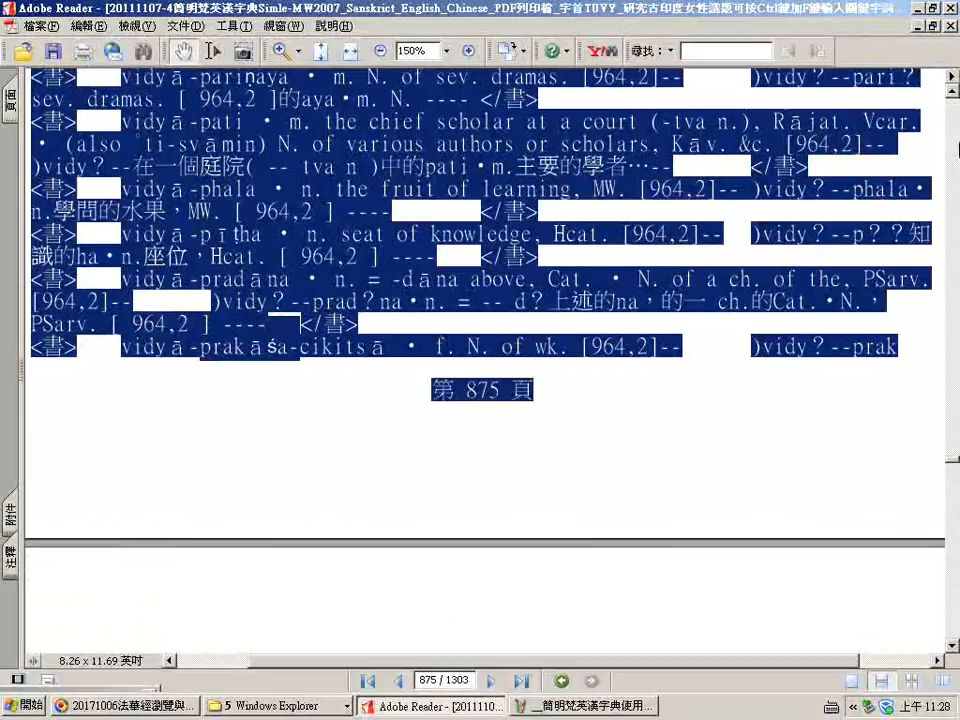 Adobe Reader - [20111107-4簡明梵英漢字典Simle-MW2007_Sanskrict_English_Chinese_PDF列印檔_字首TUVY_研究古印度女性議題可按Ctrl鍵加F鍵輸入關鍵字詞
檔案(F) 編輯(E) 檢視(V) 文件(D) 工具(T) 視窗(W) 說明(H)
150% 尋找：
頁面
<書> vidyā-pariṇaya • m. N. of sev. dramas. [964,2]-- )vidy？--pari？
sev. dramas. [ 964,2 ]的aya•m. N. ---- </書>
<書> vidyā-pati • m. the chief scholar at a court (-tva n.), Rājat. Vcar.
• (also °ti-svāmin) N. of various authors or scholars, Kāv. &c. [964,2]--
)vidy？--在一個庭院( -- tva n )中的pati•m.主要的學者…-- </書>
<書> vidyā-phala • n. the fruit of learning, MW. [964,2]-- )vidy？--phala•
n.學問的水果，MW. [ 964,2 ] ---- </書>
<書> vidyā-pīṭha • n. seat of knowledge, Hcat. [964,2]-- )vidy？--p？？知
識的ha•n.座位，Hcat. [ 964,2 ] ---- </書>
<書> vidyā-pradāna • n. = -dāna above, Cat. • N. of a ch. of the, PSarv.
[964,2]-- )vidy？--prad？na•n. = -- d？上述的na，的一 ch.的Cat.•N.，
PSarv. [ 964,2 ] ---- </書>
<書> vidyā-prakāśa-cikitsā • f. N. of wk. [964,2]-- )vidy？--prak
第 875 頁
附件
注釋
8.26 x 11.69 英吋
875 / 1303
開始 20171006法華經瀏覽與... 5 Windows Explorer Adobe Reader - [2011110... __簡明梵英漢字典使用... 上午 11:28